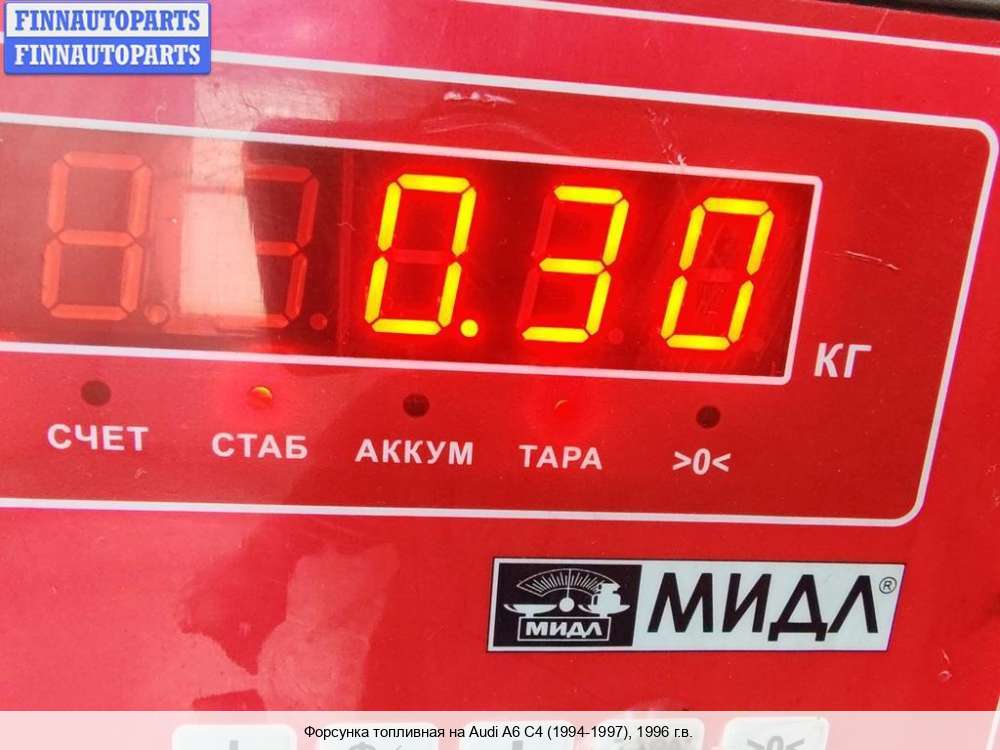 FINNAUTOPARTS
FINNAUTOPARTS
0.30
КГ
СЧЕТ СТАБ АККУМ ТАРА >0<
МИДЛ МИДЛ®
>0<
Форсунка топливная на Audi A6 C4 (1994-1997), 1996 г.в.